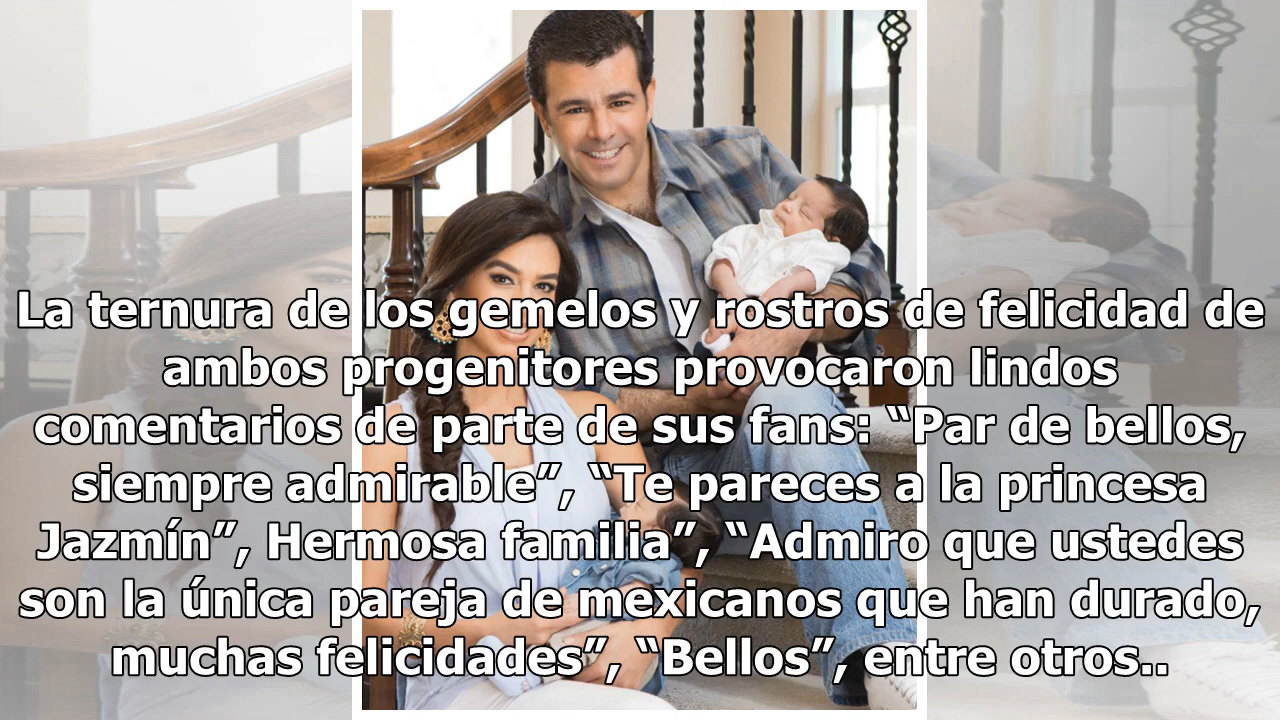 La ternura de los gemelos y rostros de felicidad de
ambos progenitores provocaron lindos
comentarios de parte de sus fans: “Par de bellos,
siempre admirable”, “Te pareces a la princesa
Jazmín”, Hermosa familia”, “Admiro que ustedes
son la única pareja de mexicanos que han durado,
muchas felicidades”, “Bellos”, entre otros..